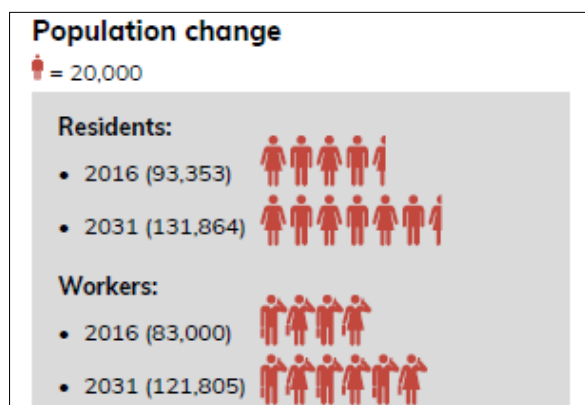 Population change
= 20,000
Residents:
• 2016 (93,353)
• 2031 (131,864)
Workers:
• 2016 (83,000)
• 2031 (121,805)